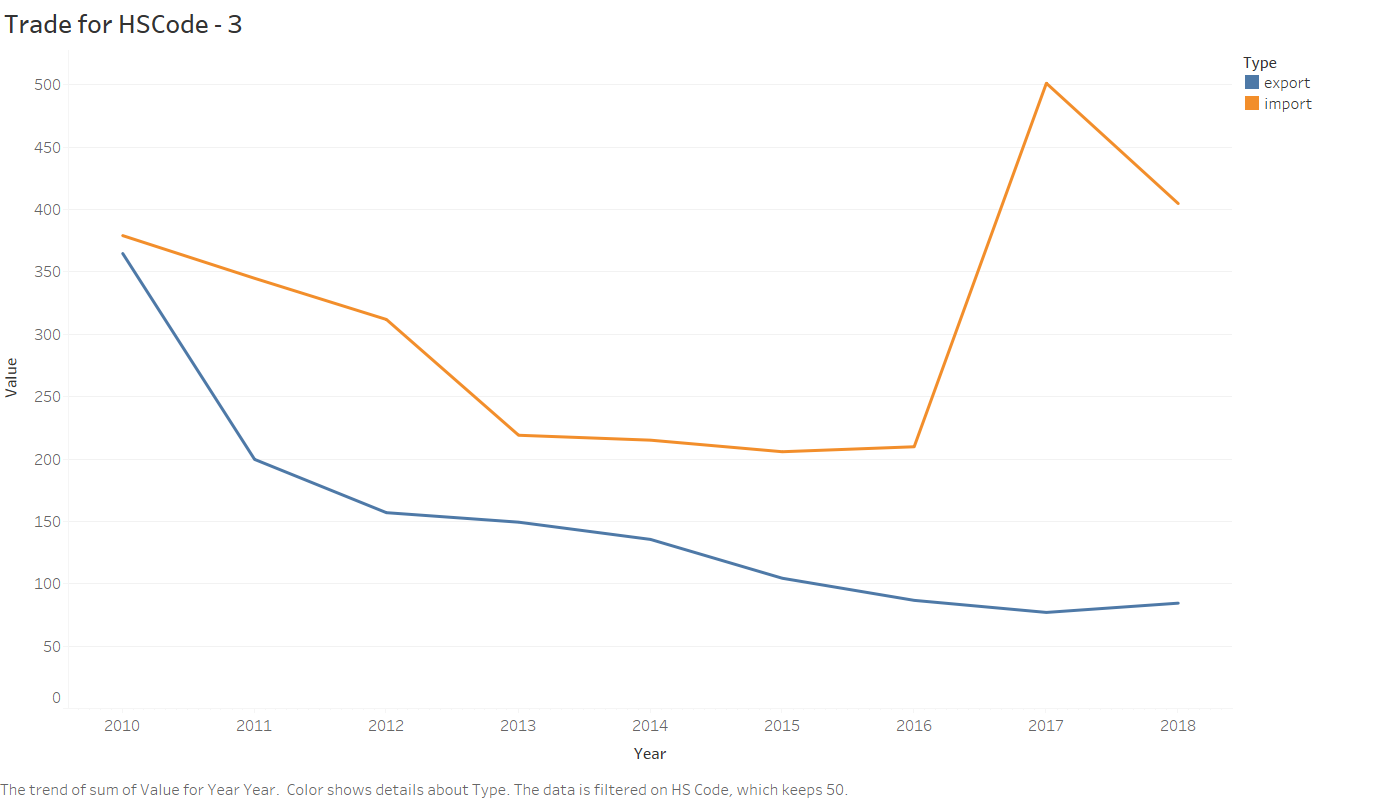 Trade for HSCode - 3
Type
export
import
500
450
400
350
300
250
200
150
100
50
0
Value
2010 2011 2012 2013 2014 2015 2016 2017 2018
Year
The trend of sum of Value for Year Year.  Color shows details about Type. The data is filtered on HS Code, which keeps 50.